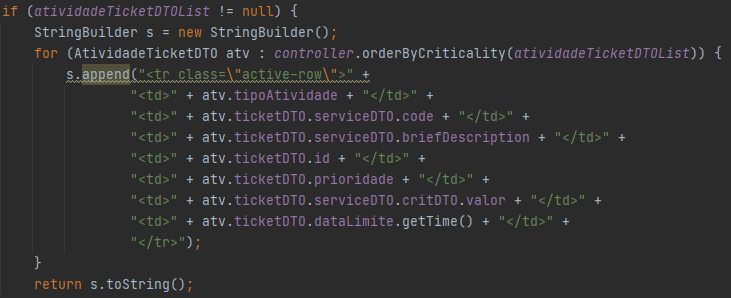 if (atividadeTicketDTOList != null) {
StringBuilder s = new StringBuilder();
for (AtividadeTicketDTO atv : controller.orderByCriticality(atividadeTicketDTOList)) {
s.append("<tr class=\"active-row\">" +
"<td>" + atv.tipoAtividade + "</td>" +
"<td>" + atv.ticketDTO.serviceDTO.code + "</td>" +
"<td>" + atv.ticketDTO.serviceDTO.briefDescription + "</td>" +
"<td>" + atv.ticketDTO.id + "</td>" +
"<td>" + atv.ticketDTO.prioridade + "</td>" +
"<td>" + atv.ticketDTO.serviceDTO.critDTO.valor + "</td>" +
"<td>" + atv.ticketDTO.dataLimite.getTime() + "</td>" +
"</tr>");
}
return s.toString();